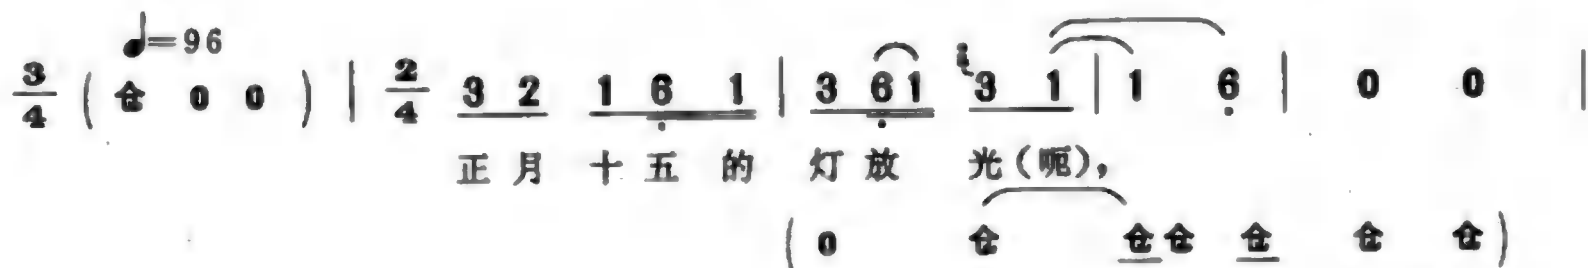 ♩=96
3/4 ( 仓 0 0 ) | 2/4 3 2 1 6̣ 1 | 3 6̣ 1 3 1 | 1 6̣ | 0 0 |
正月 十五的 灯放 光(呃),
( 0 仓 仓仓 仓 仓 仓 )